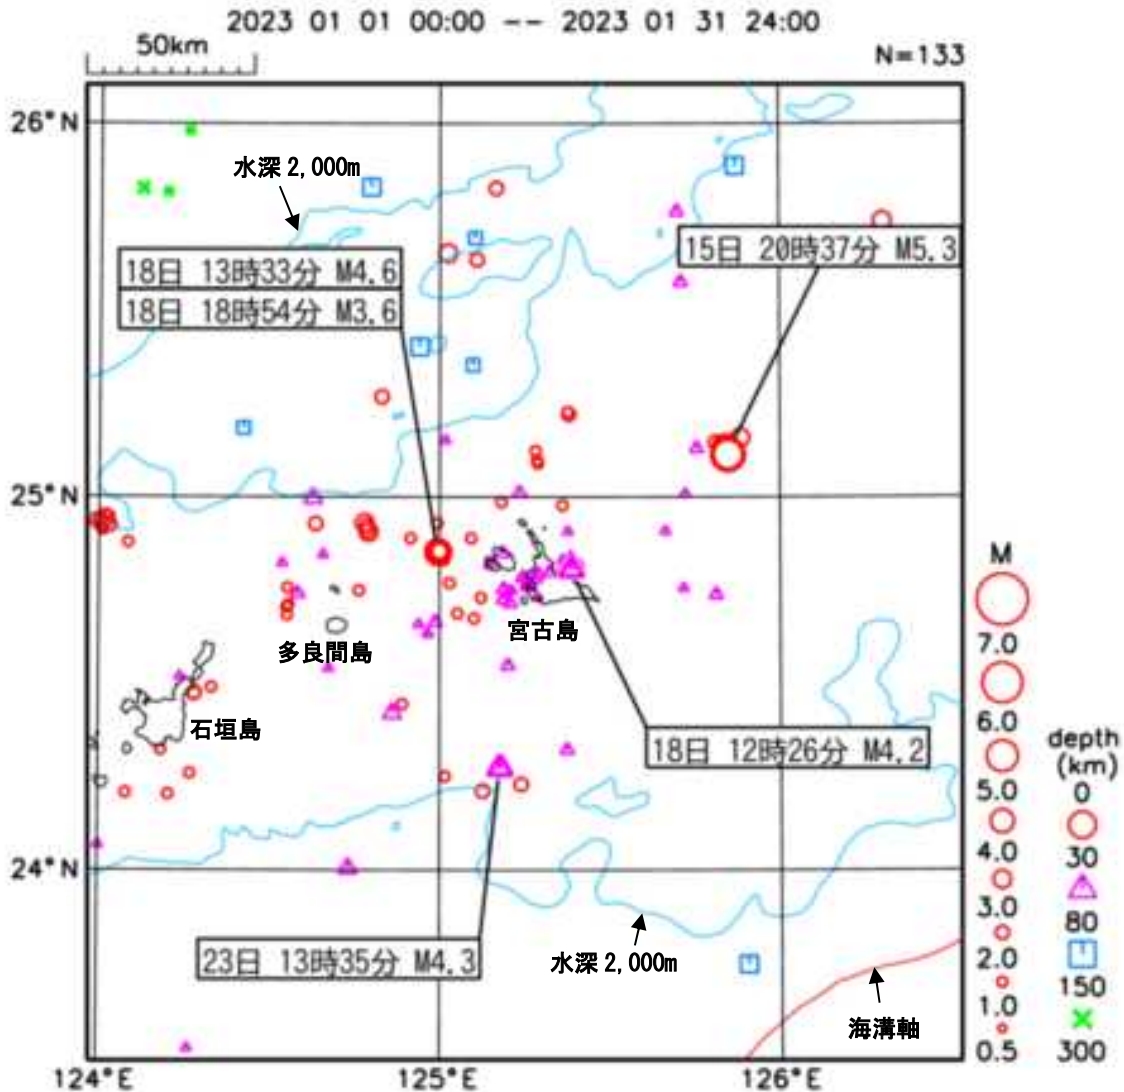 2023 01 01 00:00 -- 2023 01 31 24:00
50km
N=133
26°N
水深2,000m
15日 20時37分 M5.3
18日 13時33分 M4.6
18日 18時54分 M3.6
25°N
宮古島
多良間島
石垣島
18日 12時26分 M4.2
24°N
23日 13時35分 M4.3
水深2,000m
海溝軸
124°E
125°E
126°E
M
7.0
6.0
5.0
4.0
3.0
2.0
1.0
0.5
depth
(km)
0
30
80
150
300